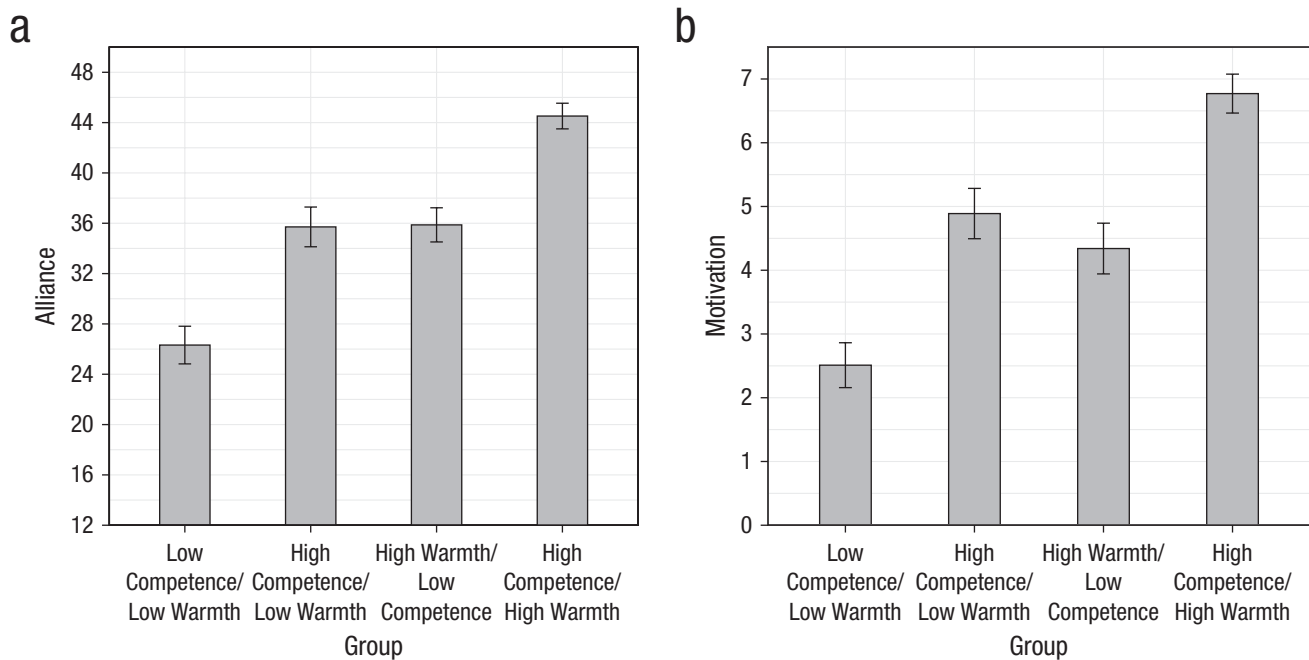 a
48
44
40
36
32
28
24
20
16
12
Alliance
Low
Competence/
Low Warmth
High
Competence/
Low Warmth
High Warmth/
Low
Competence
High
Competence/
High Warmth
Group
b
7
6
5
4
3
2
1
0
Motivation
Low
Competence/
Low Warmth
High
Competence/
Low Warmth
High Warmth/
Low
Competence
High
Competence/
High Warmth
Group